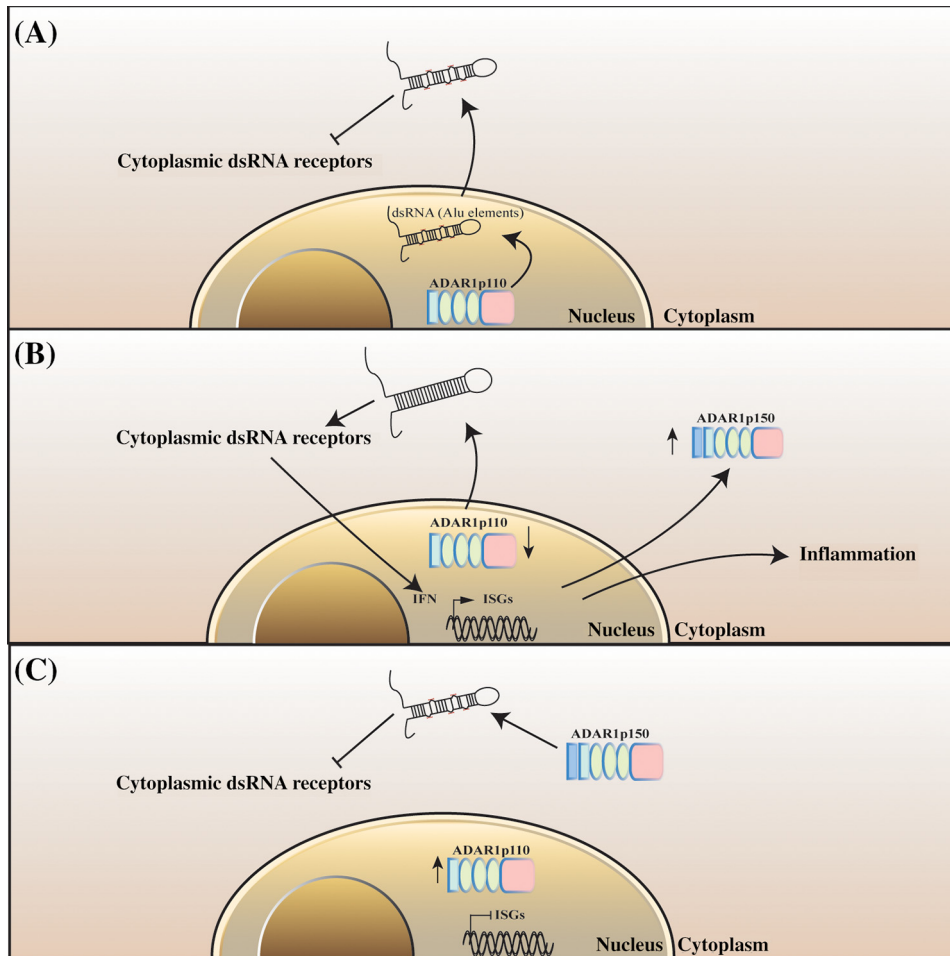 (A)
Cytoplasmic dsRNA receptors
dsRNA (Alu elements)
ADAR1p110
Nucleus
Cytoplasm
(B)
ADAR1p150
Cytoplasmic dsRNA receptors
ADAR1p110
Inflammation
IFN
ISGs
Nucleus
Cytoplasm
(C)
ADAR1p150
Cytoplasmic dsRNA receptors
ADAR1p110
ISGs
Nucleus
Cytoplasm